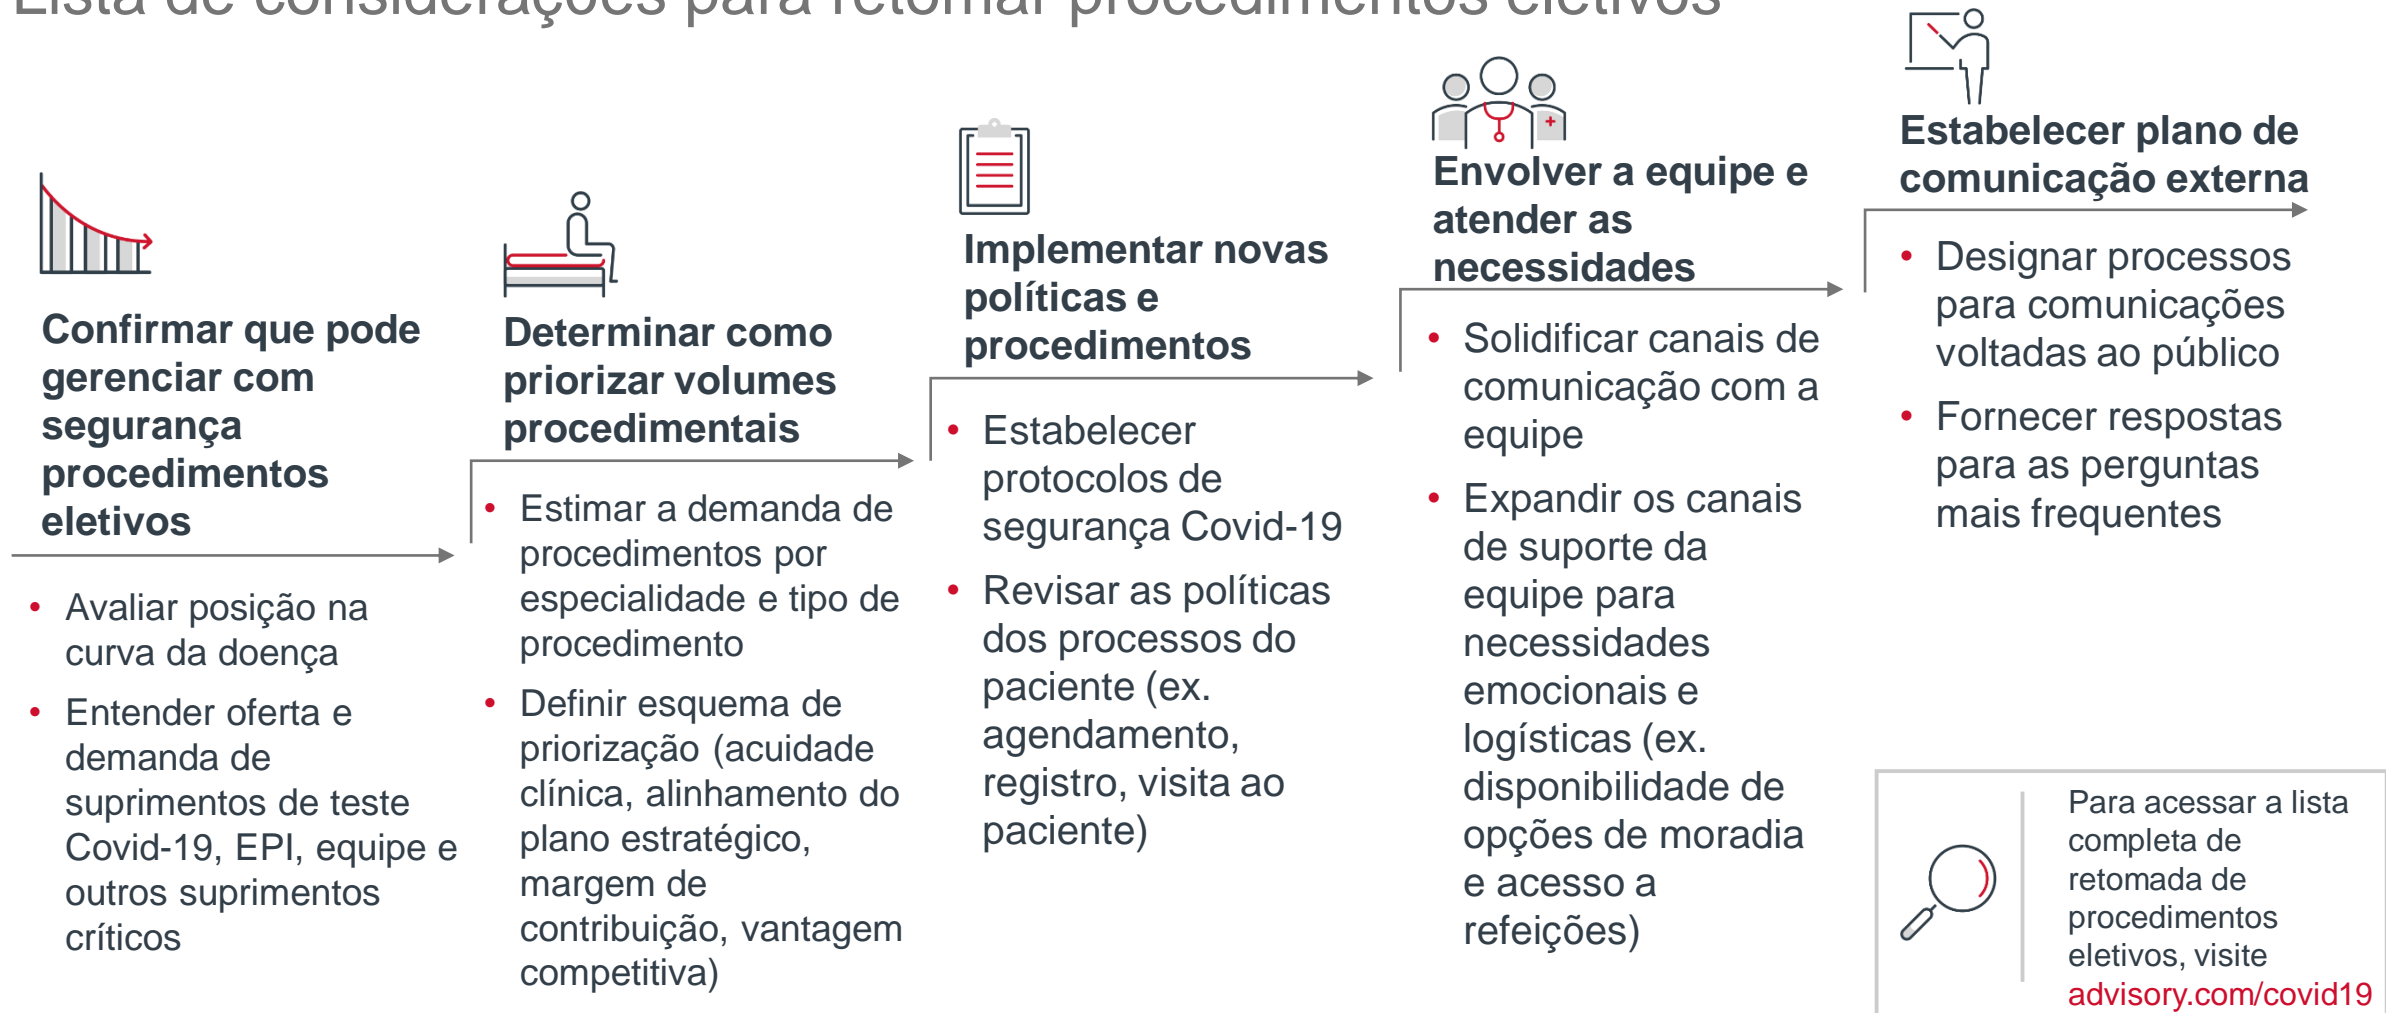 Lista de considerações para retomar procedimentos eletivos
Confirmar que pode
gerenciar com
segurança
procedimentos
eletivos
• Avaliar posição na
curva da doença
• Entender oferta e
demanda de
suprimentos de teste
Covid-19, EPI, equipe e
outros suprimentos
críticos
Determinar como
priorizar volumes
procedimentais
• Estimar a demanda de
procedimentos por
especialidade e tipo de
procedimento
• Definir esquema de
priorização (acuidade
clínica, alinhamento do
plano estratégico,
margem de
contribuição, vantagem
competitiva)
Implementar novas
políticas e
procedimentos
• Estabelecer
protocolos de
segurança Covid-19
• Revisar as políticas
dos processos do
paciente (ex.
agendamento,
registro, visita ao
paciente)
Envolver a equipe e
atender as
necessidades
• Solidificar canais de
comunicação com a
equipe
• Expandir os canais
de suporte da
equipe para
necessidades
emocionais e
logísticas (ex.
disponibilidade de
opções de moradia
e acesso a
refeições)
Estabelecer plano de
comunicação externa
• Designar processos
para comunicações
voltadas ao público
• Fornecer respostas
para as perguntas
mais frequentes
Para acessar a lista
completa de
retomada de
procedimentos
eletivos, visite
advisory.com/covid19